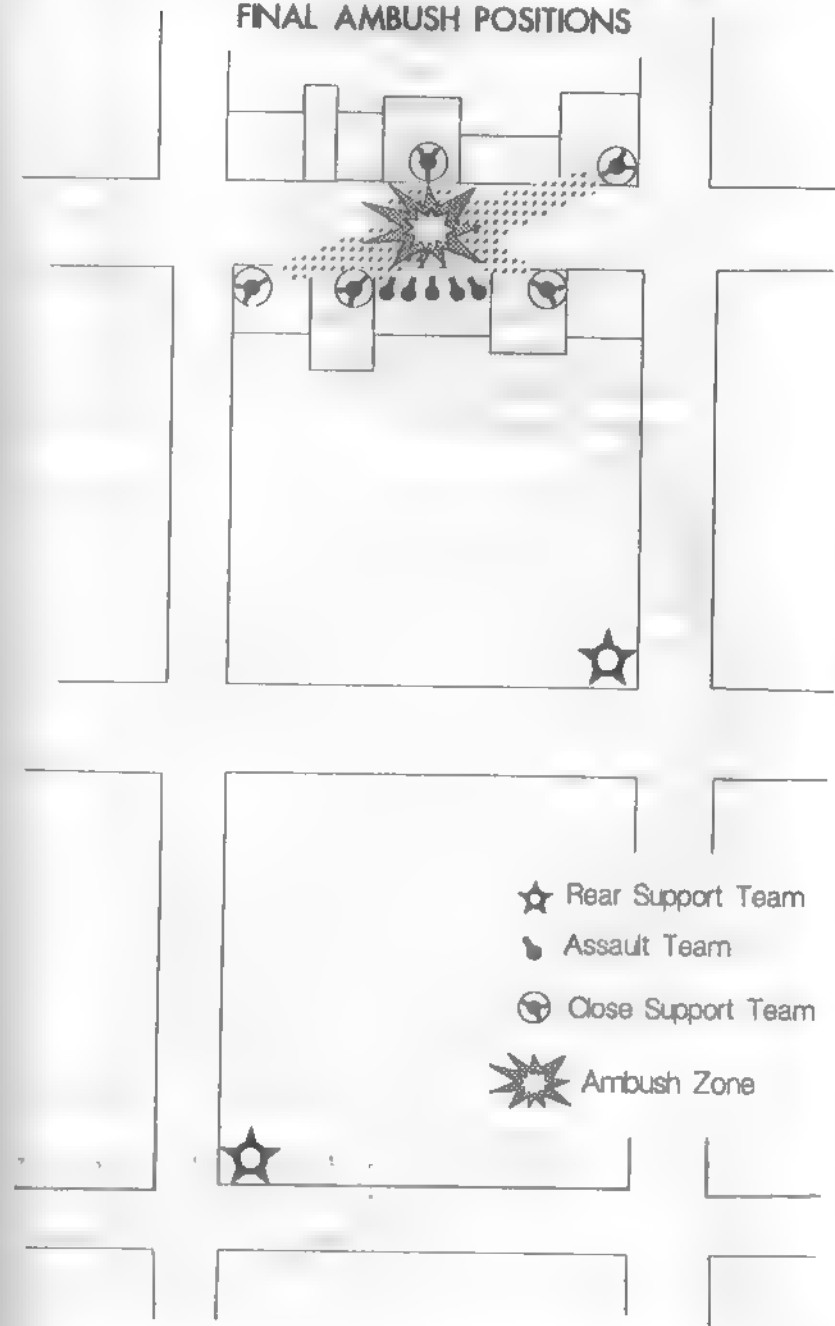 FINAL AMBUSH POSITIONS
Rear Support Team
Assault Team
Close Support Team
Ambush Zone